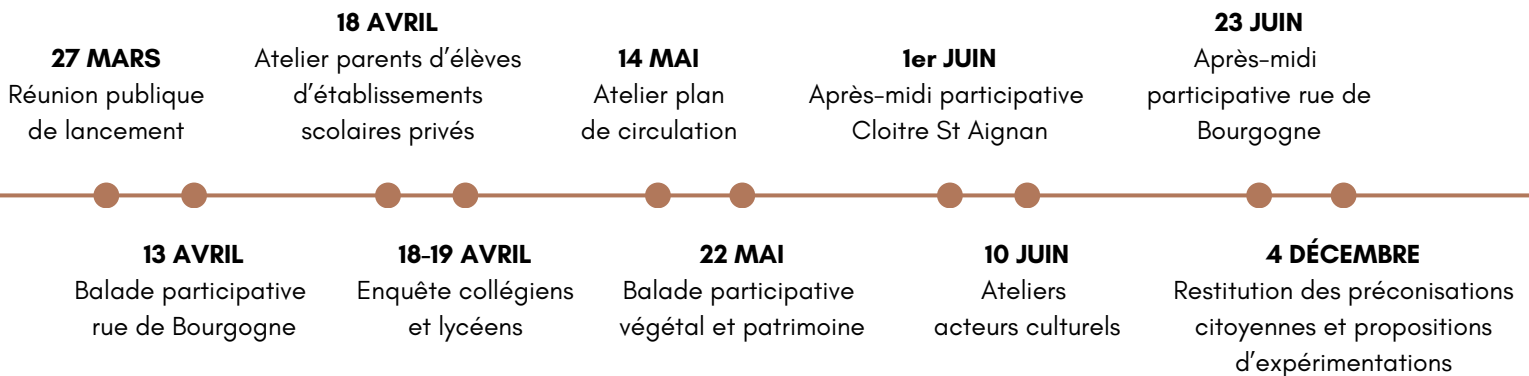 27 MARS
Réunion publique
de lancement
13 AVRIL
Balade participative
rue de Bourgogne
18 AVRIL
Atelier parents d'élèves
d'établissements
scolaires privés
18-19 AVRIL
Enquête collégiens
et lycéens
14 MAI
Atelier plan
de circulation
22 MAI
Balade participative
végétal et patrimoine
1er JUIN
Après-midi participative
Cloitre St Aignan
10 JUIN
Ateliers
acteurs culturels
23 JUIN
Après-midi
participative rue de
Bourgogne
4 DÉCEMBRE
Restitution des préconisations
citoyennes et propositions
d'expérimentations